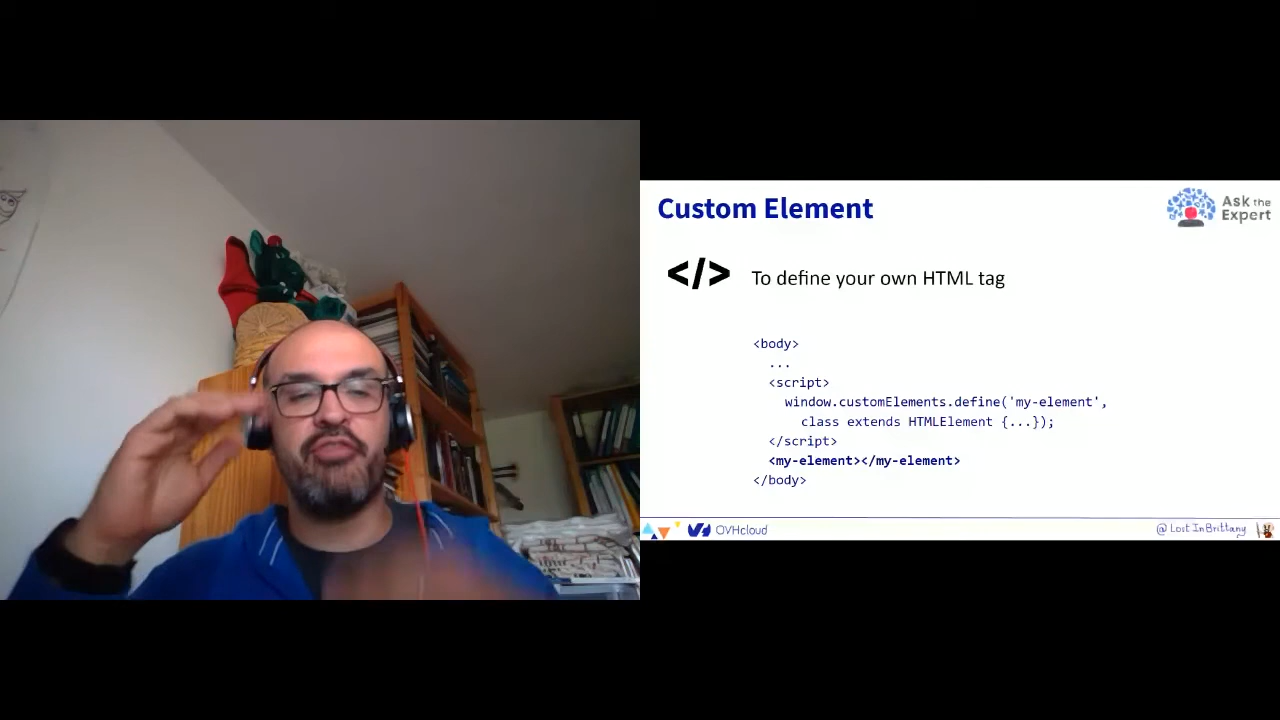 Custom Element
Ask the
Expert
</> To define your own HTML tag
<body>
...
<script>
window.customElements.define('my-element',
class extends HTMLElement {...});
</script>
<my-element></my-element>
</body>
OVHcloud
@LostInBrittany